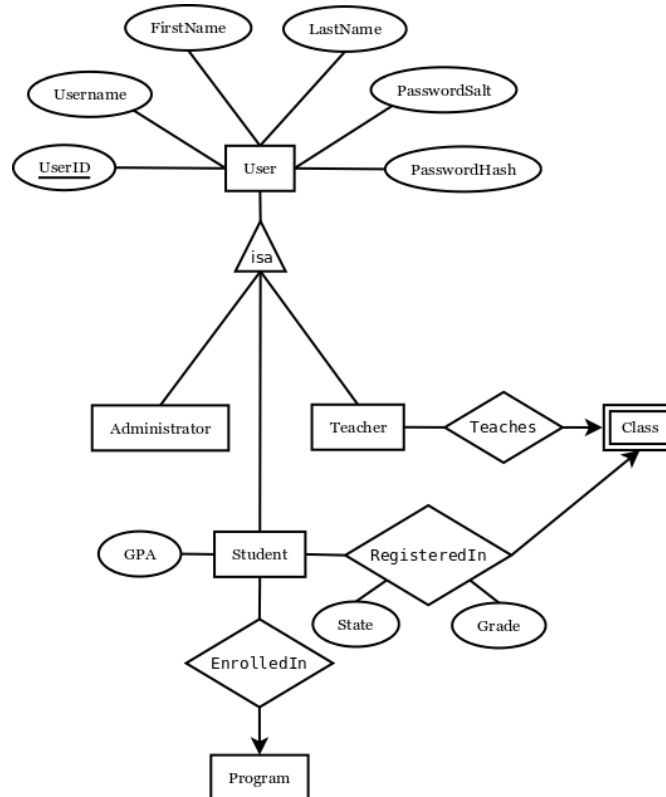 FirstName
LastName
Username
PasswordSalt
UserID
User
PasswordHash
isa
Administrator
Teacher
Teaches
Class
GPA
Student
RegisteredIn
State
Grade
EnrolledIn
Program